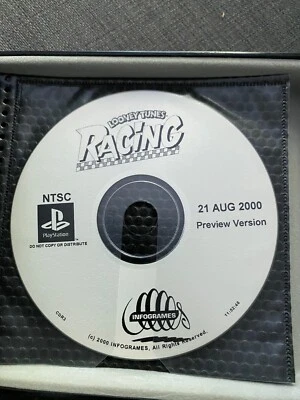 LOONEY TUNES
RACING
NTSC
PlayStation
DO NOT COPY OR DISTRIBUTE
21 AUG 2000
Preview Version
INFOGRAMES
(c) 2000 INFOGRAMES, All Rights Reserved.